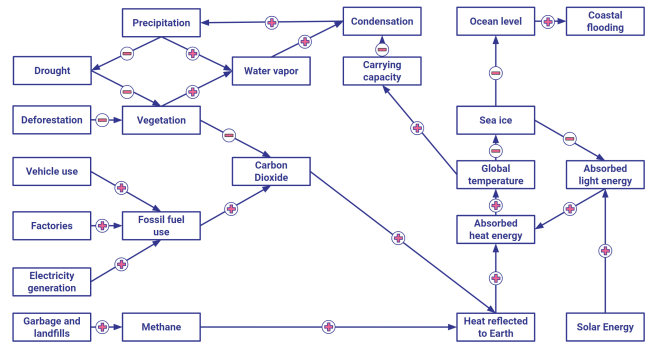 Precipitation
Condensation
Ocean level
Coastal
flooding
Drought
Water vapor
Carrying
capacity
Deforestation
Vegetation
Sea ice
Vehicle use
Carbon
Dioxide
Global
temperature
Absorbed
light energy
Factories
Fossil fuel
use
Absorbed
heat energy
Electricity
generation
Garbage and
landfills
Methane
Heat reflected
to Earth
Solar Energy